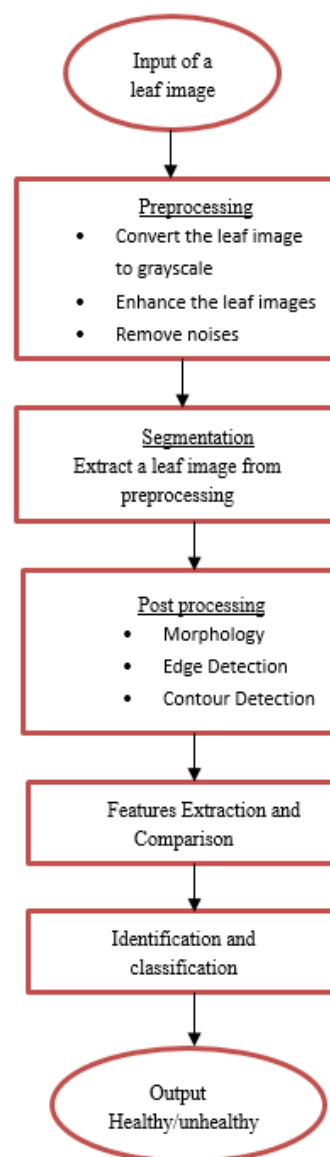 Input of a
leaf image
Preprocessing
• Convert the leaf image
to grayscale
• Enhance the leaf images
• Remove noises
Segmentation
Extract a leaf image from
preprocessing
Post processing
• Morphology
• Edge Detection
• Contour Detection
Features Extraction and
Comparison
Identification and
classification
Output
Healthy/unhealthy